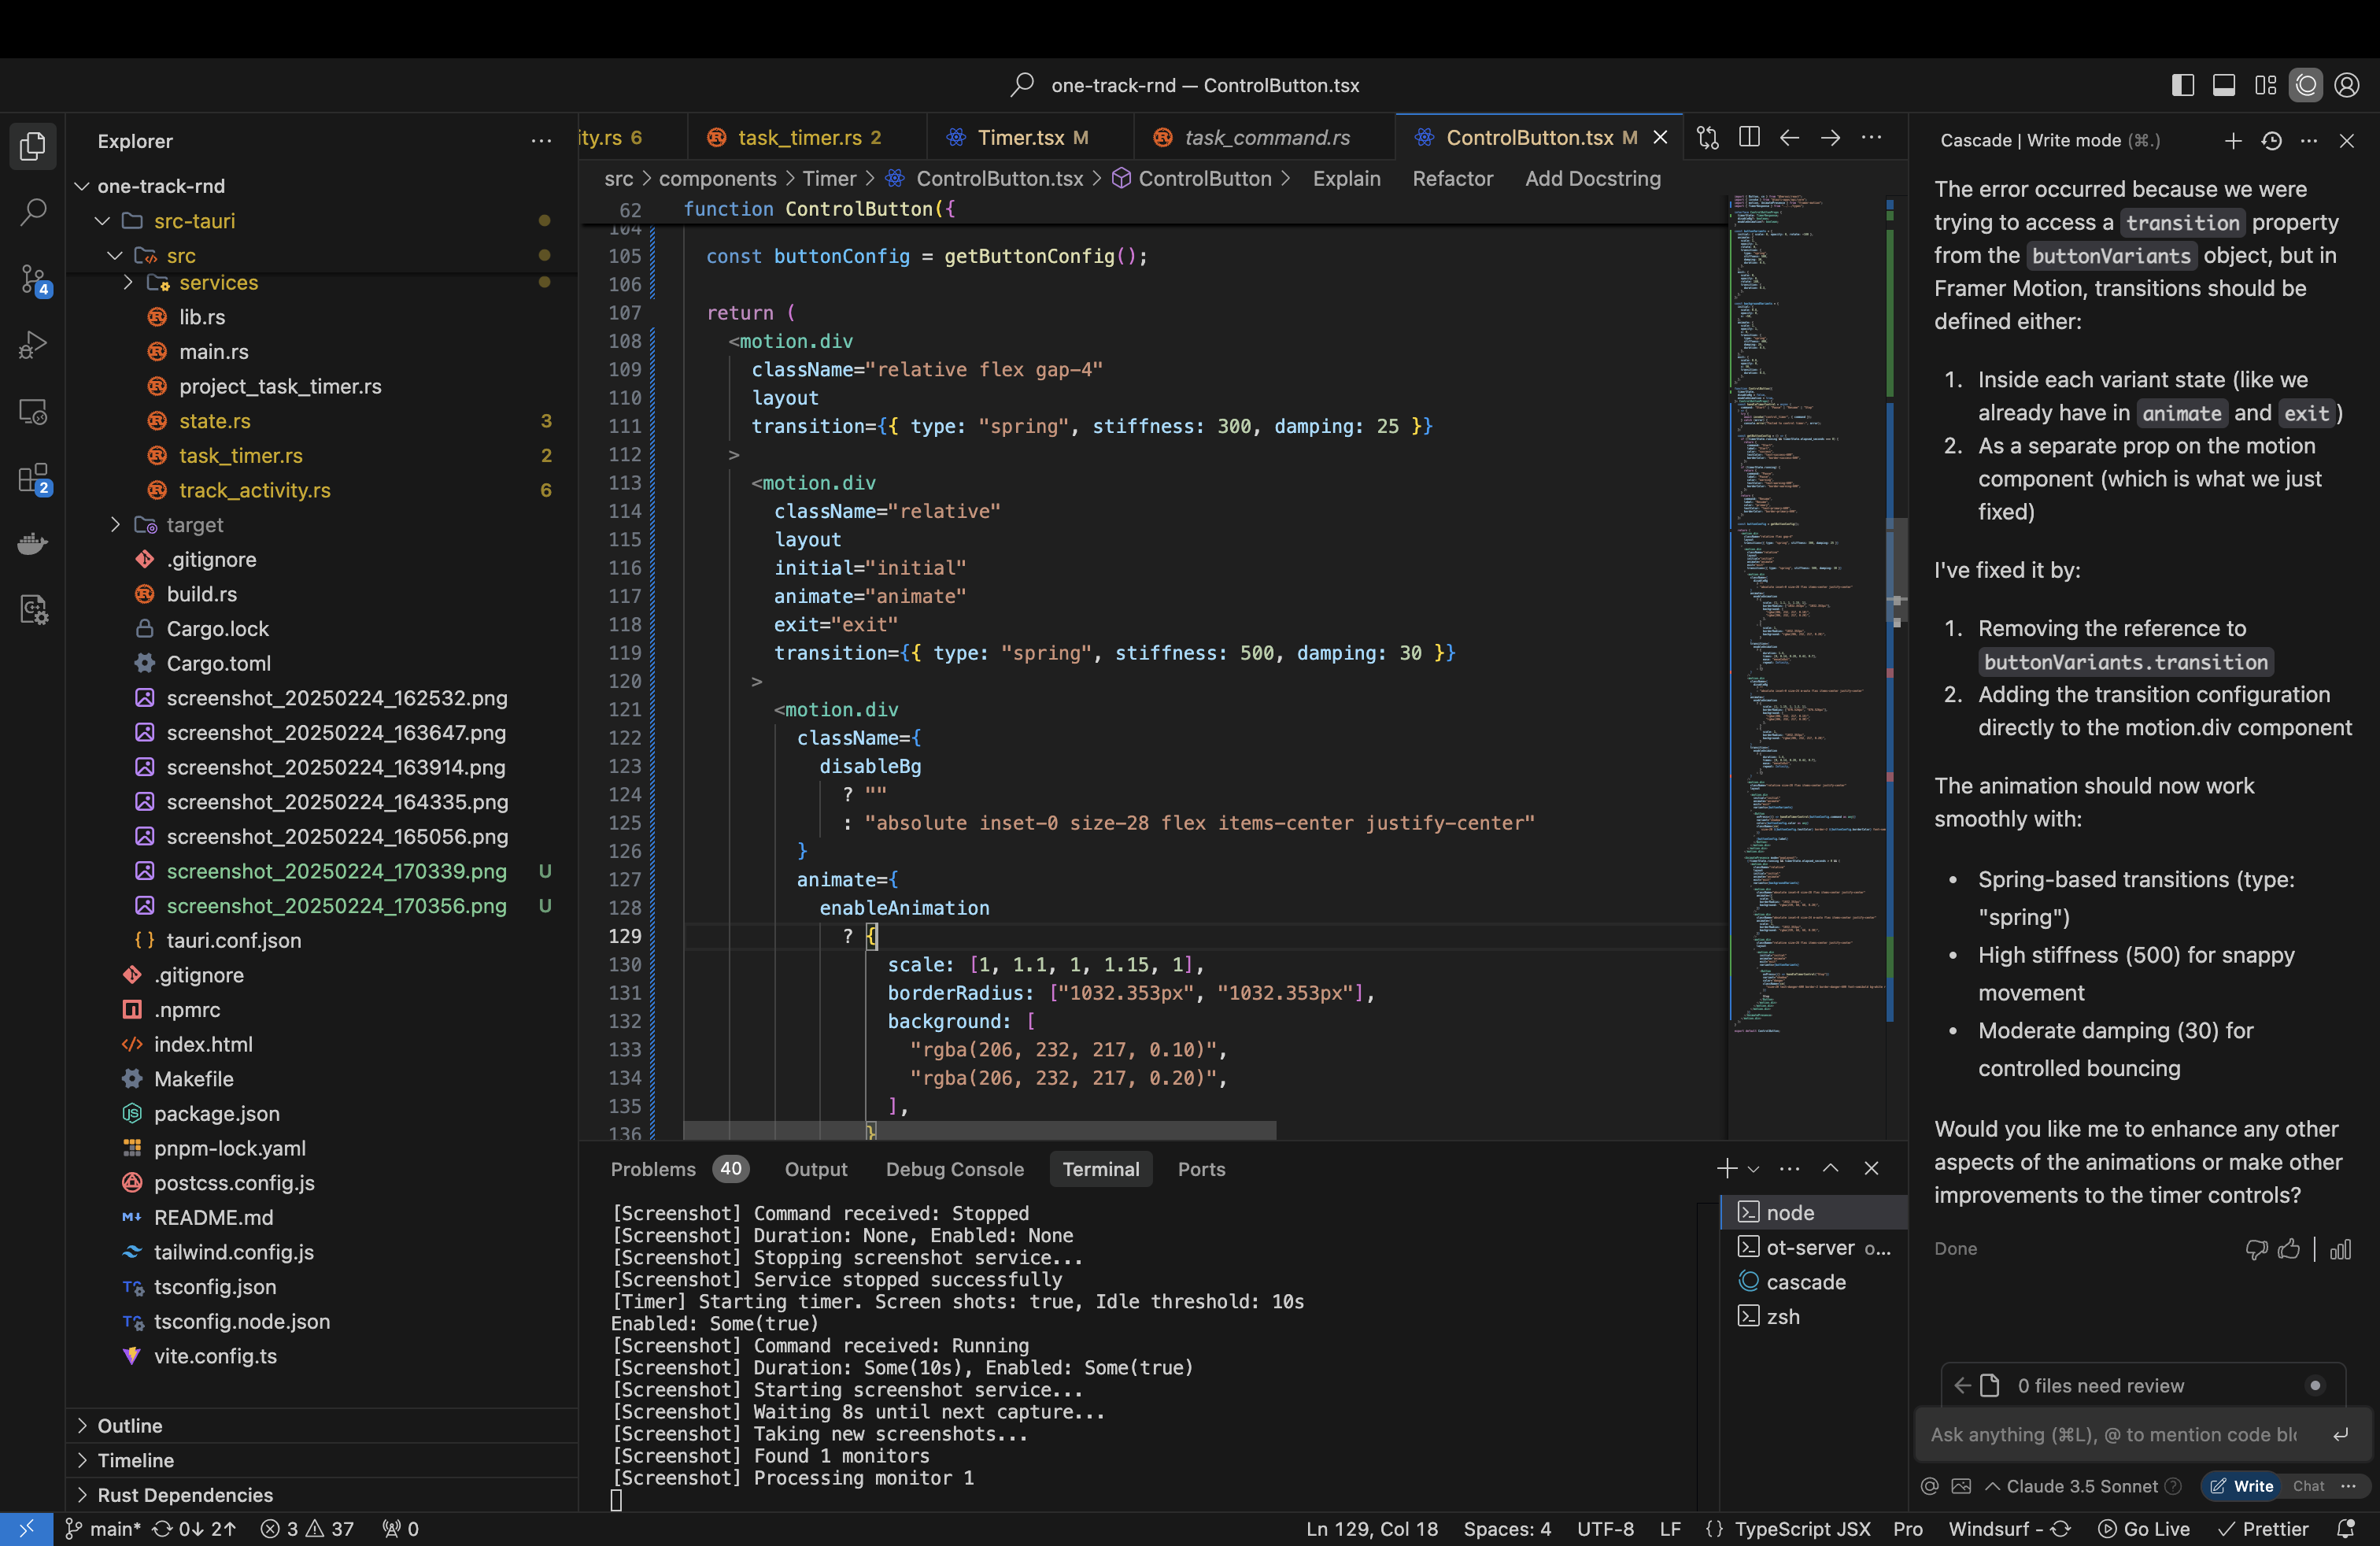 one-track-rnd — ControlButton.tsx
Explorer
one-track-rnd
src-tauri
src
services
lib.rs
main.rs
project_task_timer.rs
state.rs 3
task_timer.rs 2
track_activity.rs 6
target
.gitignore
build.rs
Cargo.lock
Cargo.toml
screenshot_20250224_162532.png
screenshot_20250224_163647.png
screenshot_20250224_163914.png
screenshot_20250224_164335.png
screenshot_20250224_165056.png
screenshot_20250224_170339.png U
screenshot_20250224_170356.png U
tauri.conf.json
.gitignore
.npmrc
index.html
Makefile
package.json
pnpm-lock.yaml
postcss.config.js
README.md
tailwind.config.js
tsconfig.json
tsconfig.node.json
vite.config.ts
Outline
Timeline
Rust Dependencies
4
2
ity.rs 6
task_timer.rs 2
Timer.tsx M
task_command.rs
ControlButton.tsx M
src > components > Timer > ControlButton.tsx > ControlButton > Explain Refactor Add Docstring
62 function ControlButton({
104
105 const buttonConfig = getButtonConfig();
106
107 return (
108 <motion.div
109 className="relative flex gap-4"
110 layout
111 transition={{ type: "spring", stiffness: 300, damping: 25 }}
112 >
113 <motion.div
114 className="relative"
115 layout
116 initial="initial"
117 animate="animate"
118 exit="exit"
119 transition={{ type: "spring", stiffness: 500, damping: 30 }}
120 >
121 <motion.div
122 className={
123 disableBg
124 ? ""
125 : "absolute inset-0 size-28 flex items-center justify-center"
126 }
127 animate={
128 enableAnimation
129 ? {
130 scale: [1, 1.1, 1, 1.15, 1],
131 borderRadius: ["1032.353px", "1032.353px"],
132 background: [
133 "rgba(206, 232, 217, 0.10)",
134 "rgba(206, 232, 217, 0.20)",
135 ],
136 }
Problems 40 Output Debug Console Terminal Ports
[Screenshot] Command received: Stopped
[Screenshot] Duration: None, Enabled: None
[Screenshot] Stopping screenshot service...
[Screenshot] Service stopped successfully
[Timer] Starting timer. Screen shots: true, Idle threshold: 10s
Enabled: Some(true)
[Screenshot] Command received: Running
[Screenshot] Duration: Some(10s), Enabled: Some(true)
[Screenshot] Starting screenshot service...
[Screenshot] Waiting 8s until next capture...
[Screenshot] Taking new screenshots...
[Screenshot] Found 1 monitors
[Screenshot] Processing monitor 1
node
ot-server o...
cascade
zsh
Cascade | Write mode (⌘.)
The error occurred because we were
trying to access a transition property
from the buttonVariants object, but in
Framer Motion, transitions should be
defined either:
1. Inside each variant state (like we
already have in animate and exit)
2. As a separate prop on the motion
component (which is what we just
fixed)
I've fixed it by:
1. Removing the reference to
buttonVariants.transition
2. Adding the transition configuration
directly to the motion.div component
The animation should now work
smoothly with:
• Spring-based transitions (type:
"spring")
• High stiffness (500) for snappy
movement
• Moderate damping (30) for
controlled bouncing
Would you like me to enhance any other
aspects of the animations or make other
improvements to the timer controls?
Done
0 files need review
Ask anything (⌘L), @ to mention code blo
Claude 3.5 Sonnet
Write Chat
main* 0↓ 2↑ 3 37 0
Ln 129, Col 18 Spaces: 4 UTF-8 LF {} TypeScript JSX Pro Windsurf - Go Live Prettier